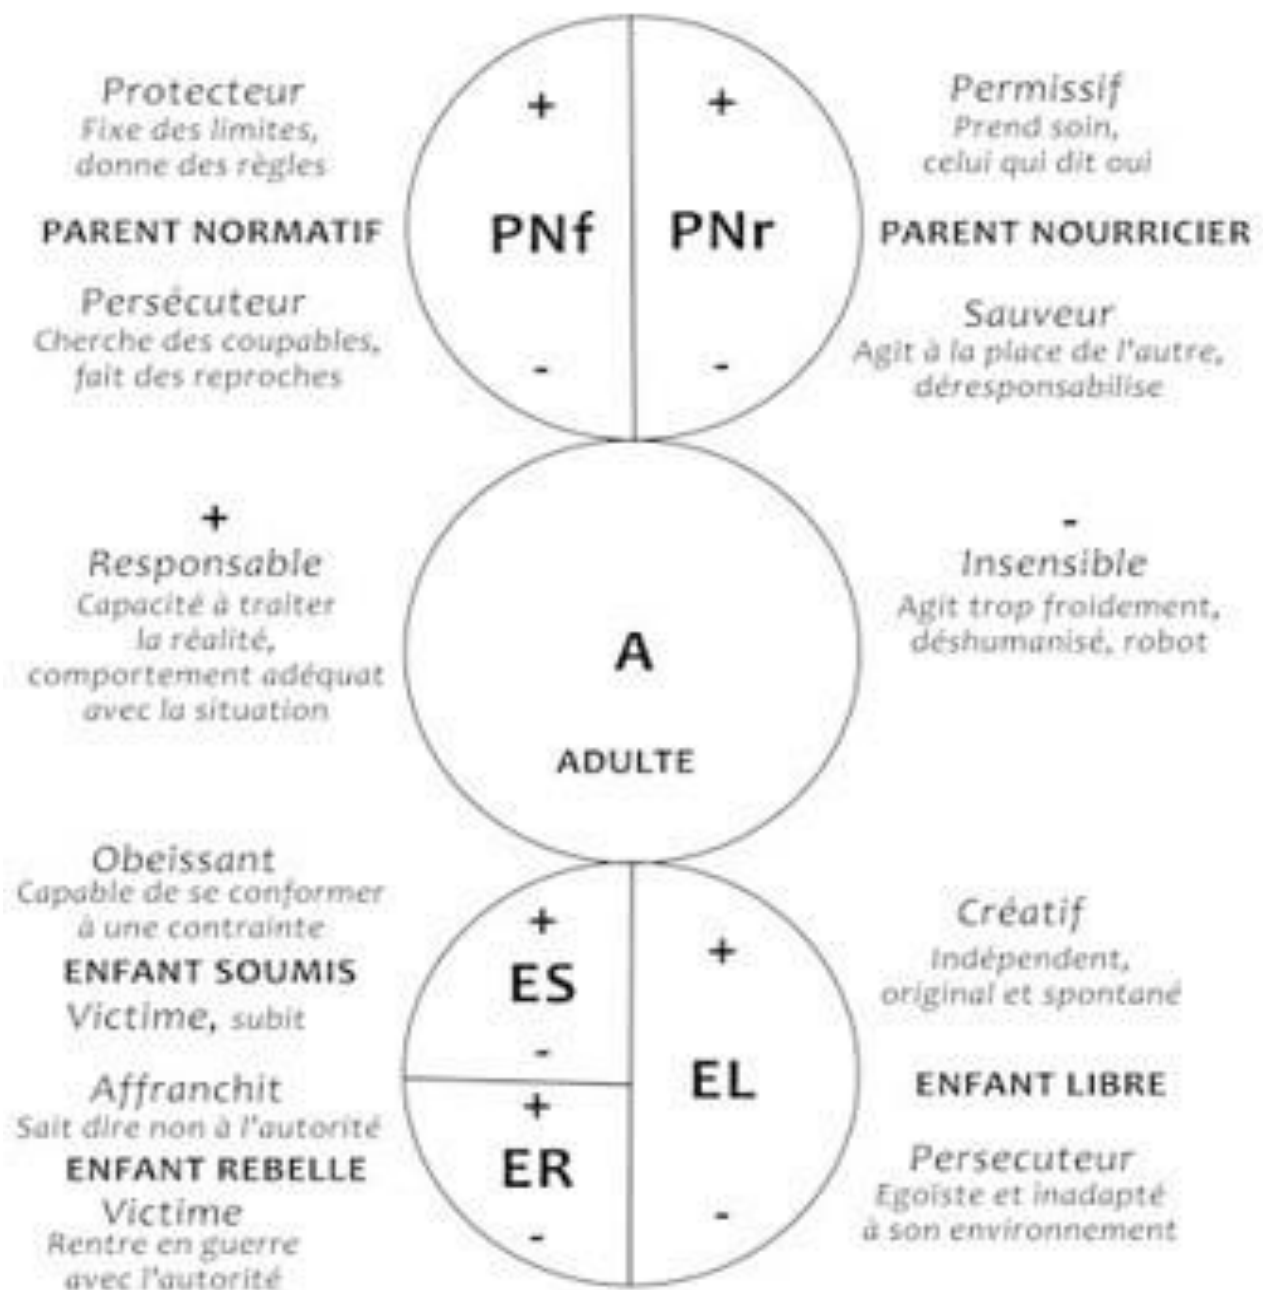 Protecteur
Fixe des limites,
donne des règles
PARENT NORMATIF
Persécuteur
Cherche des coupables,
fait des reproches
+
PNf
-
+
PNr
-
Permissif
Prend soin,
celui qui dit oui
PARENT NOURRICIER
Sauveur
Agit à la place de l'autre,
déresponsabilise
+
Responsable
Capacité à traiter
la réalité,
comportement adéquat
avec la situation
A
ADULTE
-
Insensible
Agit trop froidement,
déshumanisé, robot
Obeissant
Capable de se conformer
à une contrainte
ENFANT SOUMIS
Victime, subit
+
ES
-
Affranchit
Sait dire non à l'autorité
ENFANT REBELLE
Victime
Rentre en guerre
avec l'autorité
+
ER
-
+
EL
-
Créatif
Indépendent,
original et spontané
ENFANT LIBRE
Persecuteur
Egoïste et inadapté
à son environnement